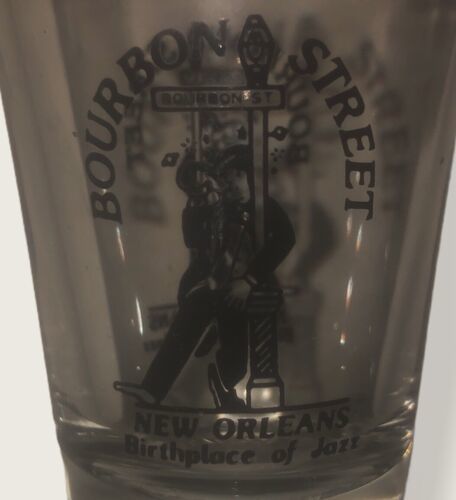 BOURBON STREET
BOURBON ST
NEW ORLEANS
Birthplace of Jazz